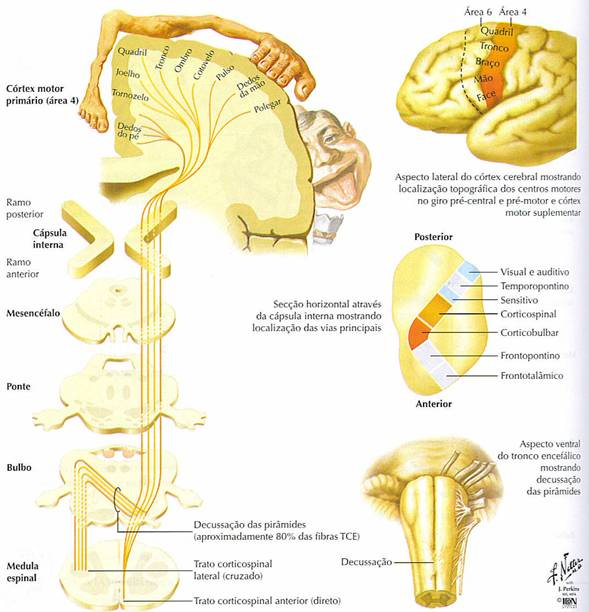 Área 6
Área 4
Quadril
Tronco
Braço
Mão
Face
Quadril
Tronco
Ombro
Cotovelo
Pulso
Dedos
da mão
Polegar
Joelho
Tornozelo
Dedos
do pé
Córtex motor
primário (área 4)
Aspecto lateral do córtex cerebral mostrando
localização topográfica dos centros motores
no giro pré-central e pré-motor e córtex
motor suplementar
Ramo
posterior
Cápsula
interna
Ramo
anterior
Posterior
Visual e auditivo
Temporopontino
Sensitivo
Corticospinal
Corticobulbar
Frontopontino
Frontotalâmico
Anterior
Secção horizontal através
da cápsula interna mostrando
localização das vias principais
Mesencéfalo
Ponte
Bulbo
Aspecto ventral
do tronco encefálico
mostrando
decussação
das pirâmides
Decussação das pirâmides
(aproximadamente 80% das fibras TCE)
Decussação
Medula
espinal
Trato corticospinal
lateral (cruzado)
Trato corticospinal anterior (direto)
F. Netter
M.D.
with
J. Perkins